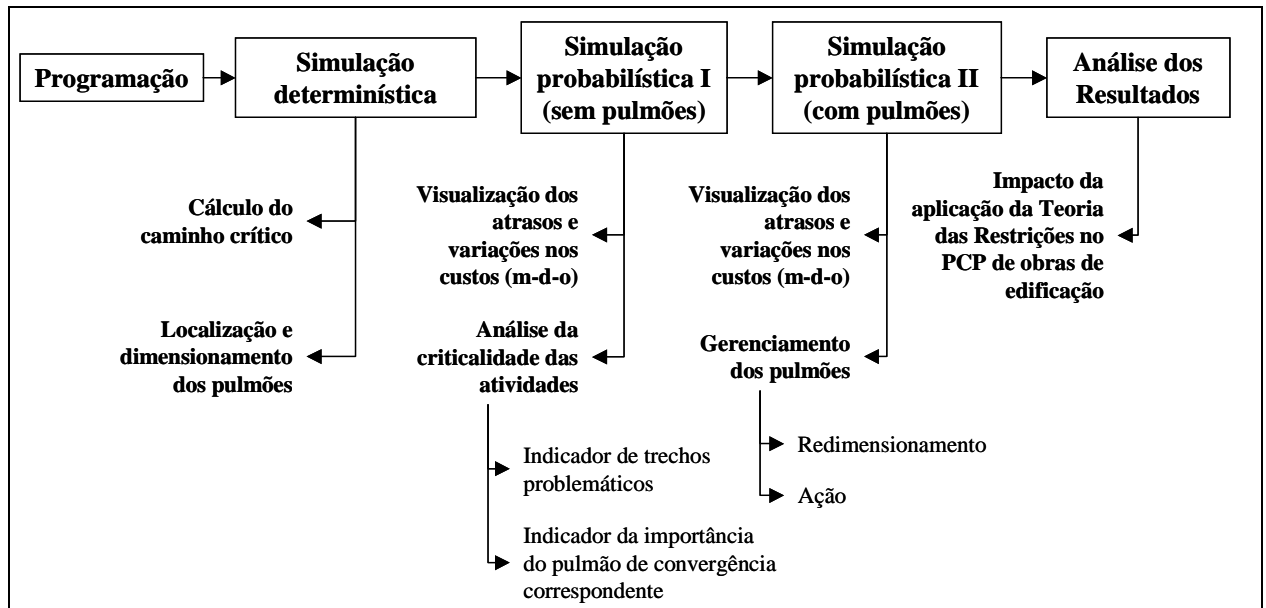 Programação
Simulação
determinística
Simulação
probabilística I
(sem pulmões)
Simulação
probabilística II
(com pulmões)
Análise dos
Resultados
Cálculo do
caminho crítico
Localização e
dimensionamento
dos pulmões
Visualização dos
atrasos e
variações nos
custos (m-d-o)
Análise da
criticalidade das
atividades
Indicador de trechos
problemáticos
Indicador da importância
do pulmão de convergência
correspondente
Visualização dos
atrasos e
variações nos
custos (m-d-o)
Gerenciamento
dos pulmões
Redimensionamento
Ação
Impacto da
aplicação da Teoria
das Restrições no
PCP de obras de
edificação